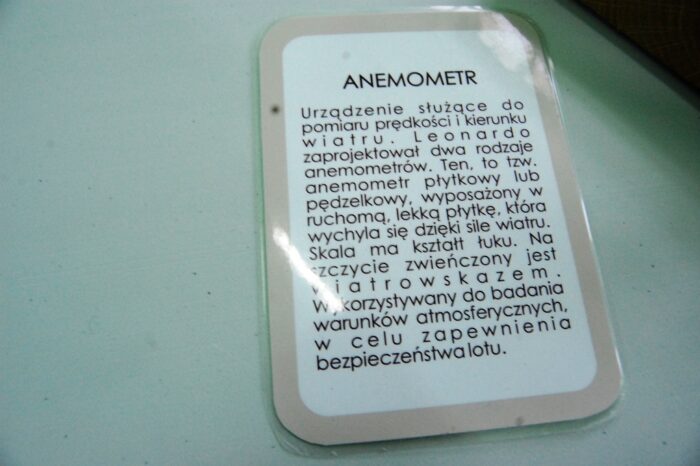 ANEMOMETR
Urządzenie służące do
pomiaru prędkości i kierunku
wiatru. Leonardo
zaprojektował dwa rodzaje
anemometrów. Ten, to tzw.
anemometr płytkowy lub
pędzelkowy, wyposażony w
ruchomą, lekką płytkę, która
wychyla się dzięki sile wiatru.
Skala ma kształt łuku. Na
szczycie zwieńczony jest
wiatrowskazem.
Wykorzystywany do badania
warunków atmosferycznych,
w celu zapewnienia
bezpieczeństwa lotu.